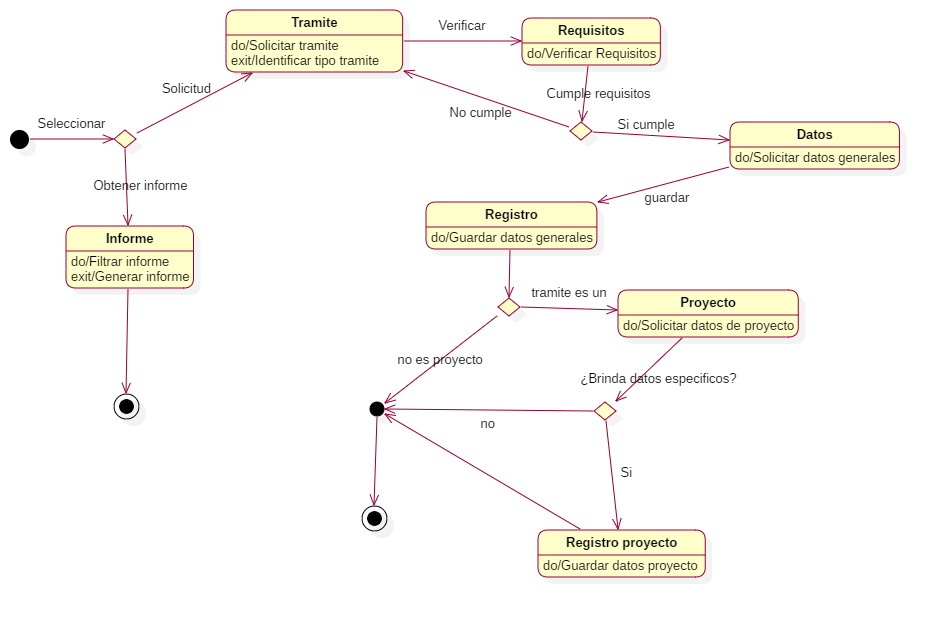 Tramite
do/Solicitar tramite
exit/Identificar tipo tramite
Verificar
Requisitos
do/Verificar Requisitos
Solicitud
Cumple requisitos
No cumple
Seleccionar
Si cumple
Datos
do/Solicitar datos generales
Obtener informe
guardar
Informe
do/Filtrar informe
exit/Generar informe
Registro
do/Guardar datos generales
tramite es un
Proyecto
do/Solicitar datos de proyecto
no es proyecto
¿Brinda datos especificos?
no
Si
Registro proyecto
do/Guardar datos proyecto